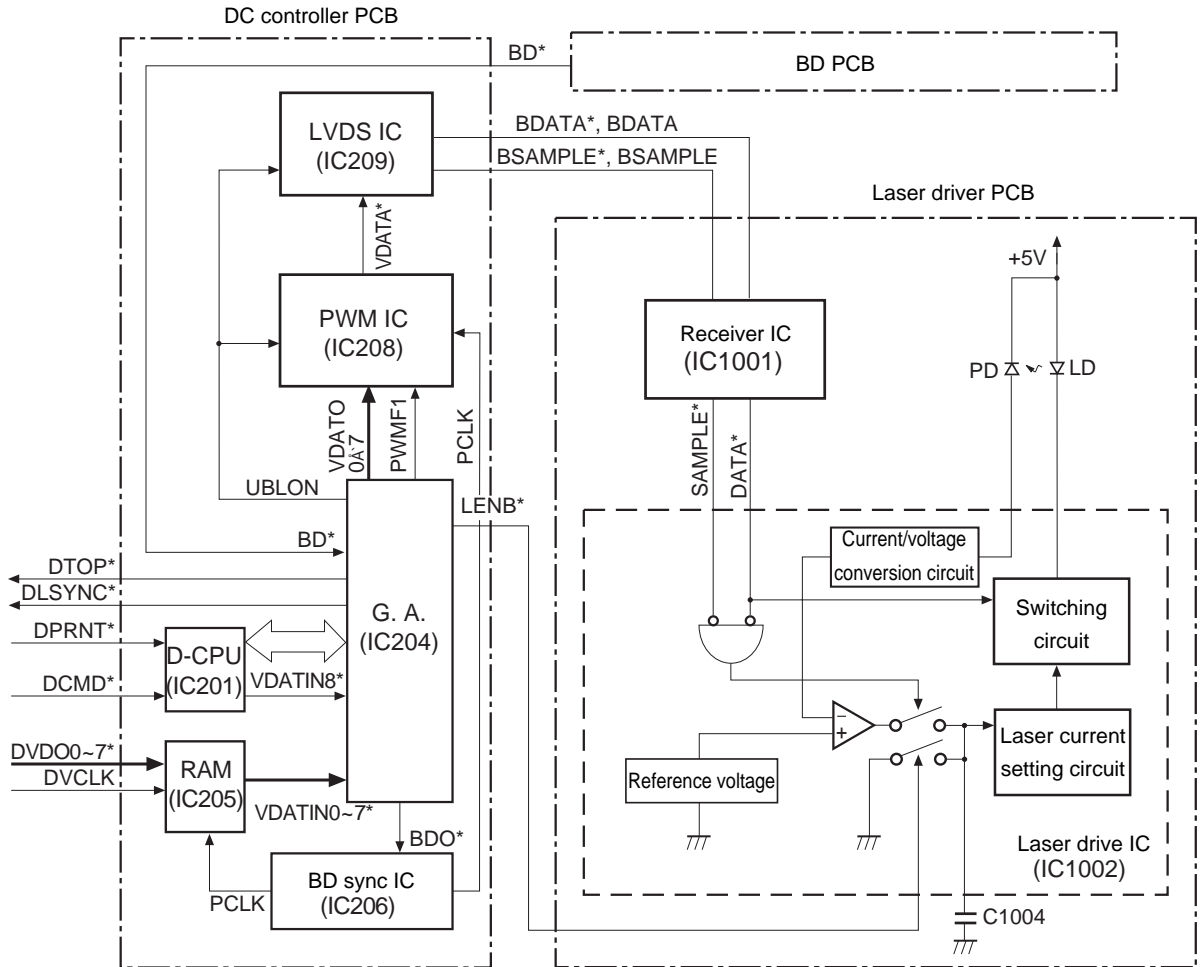 DC controller PCB
BD*
BD PCB
LVDS IC
(IC209)
BDATA*, BDATA
BSAMPLE*, BSAMPLE
Laser driver PCB
VDATA*
+5V
PWM IC
(IC208)
Receiver IC
(IC1001)
PD
LD
VDATO
0Å`7
PWMF1
PCLK
SAMPLE*
DATA*
UBLON
LENB*
BD*
Current/voltage
conversion circuit
DTOP*
DLSYNC*
G. A.
(IC204)
Switching
circuit
DPRNT*
D-CPU
(IC201)
DCMD*
VDATIN8*
−
+
Laser current
setting circuit
DVDO0~7*
DVCLK
RAM
(IC205)
VDATIN0~7*
Reference voltage
BDO*
Laser drive IC
(IC1002)
BD sync IC
(IC206)
PCLK
C1004